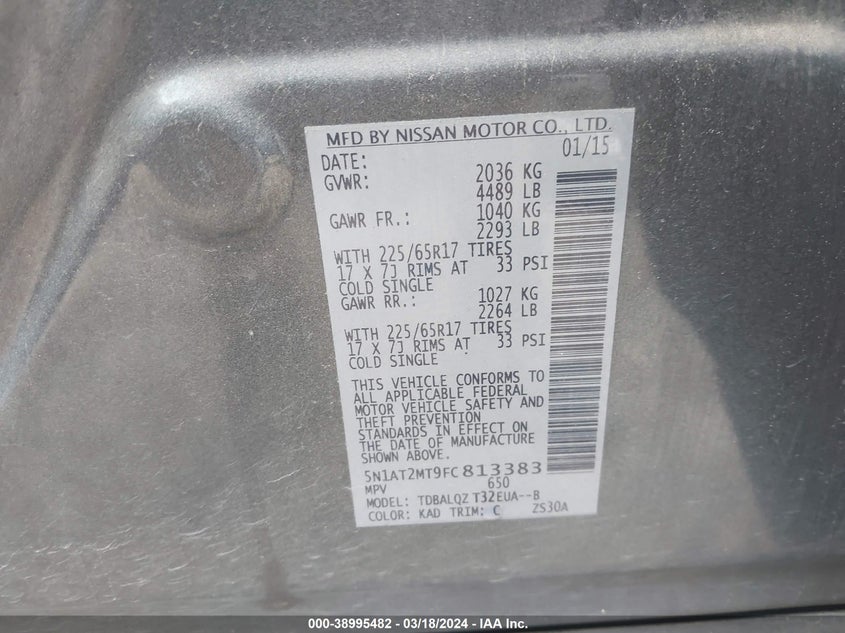 MFD BY NISSAN MOTOR CO., LTD.
DATE: 01/15
GVWR: 2036 KG
4489 LB
GAWR FR.: 1040 KG
2293 LB
WITH 225/65R17 TIRES
17 X 7J RIMS AT 33 PSI
COLD SINGLE
GAWR RR.: 1027 KG
2264 LB
WITH 225/65R17 TIRES
17 X 7J RIMS AT 33 PSI
COLD SINGLE
THIS VEHICLE CONFORMS TO
ALL APPLICABLE FEDERAL
MOTOR VEHICLE SAFETY AND
THEFT PREVENTION
STANDARDS IN EFFECT ON
THE DATE OF MANUFACTURE
SHOWN ABOVE.
5N1AT2MT9FC813383
MPV 650
MODEL: TDBALQZ T32EUA--B
COLOR: KAD TRIM: C ZS30A
000-38995482 - 03/18/2024 - IAA Inc.